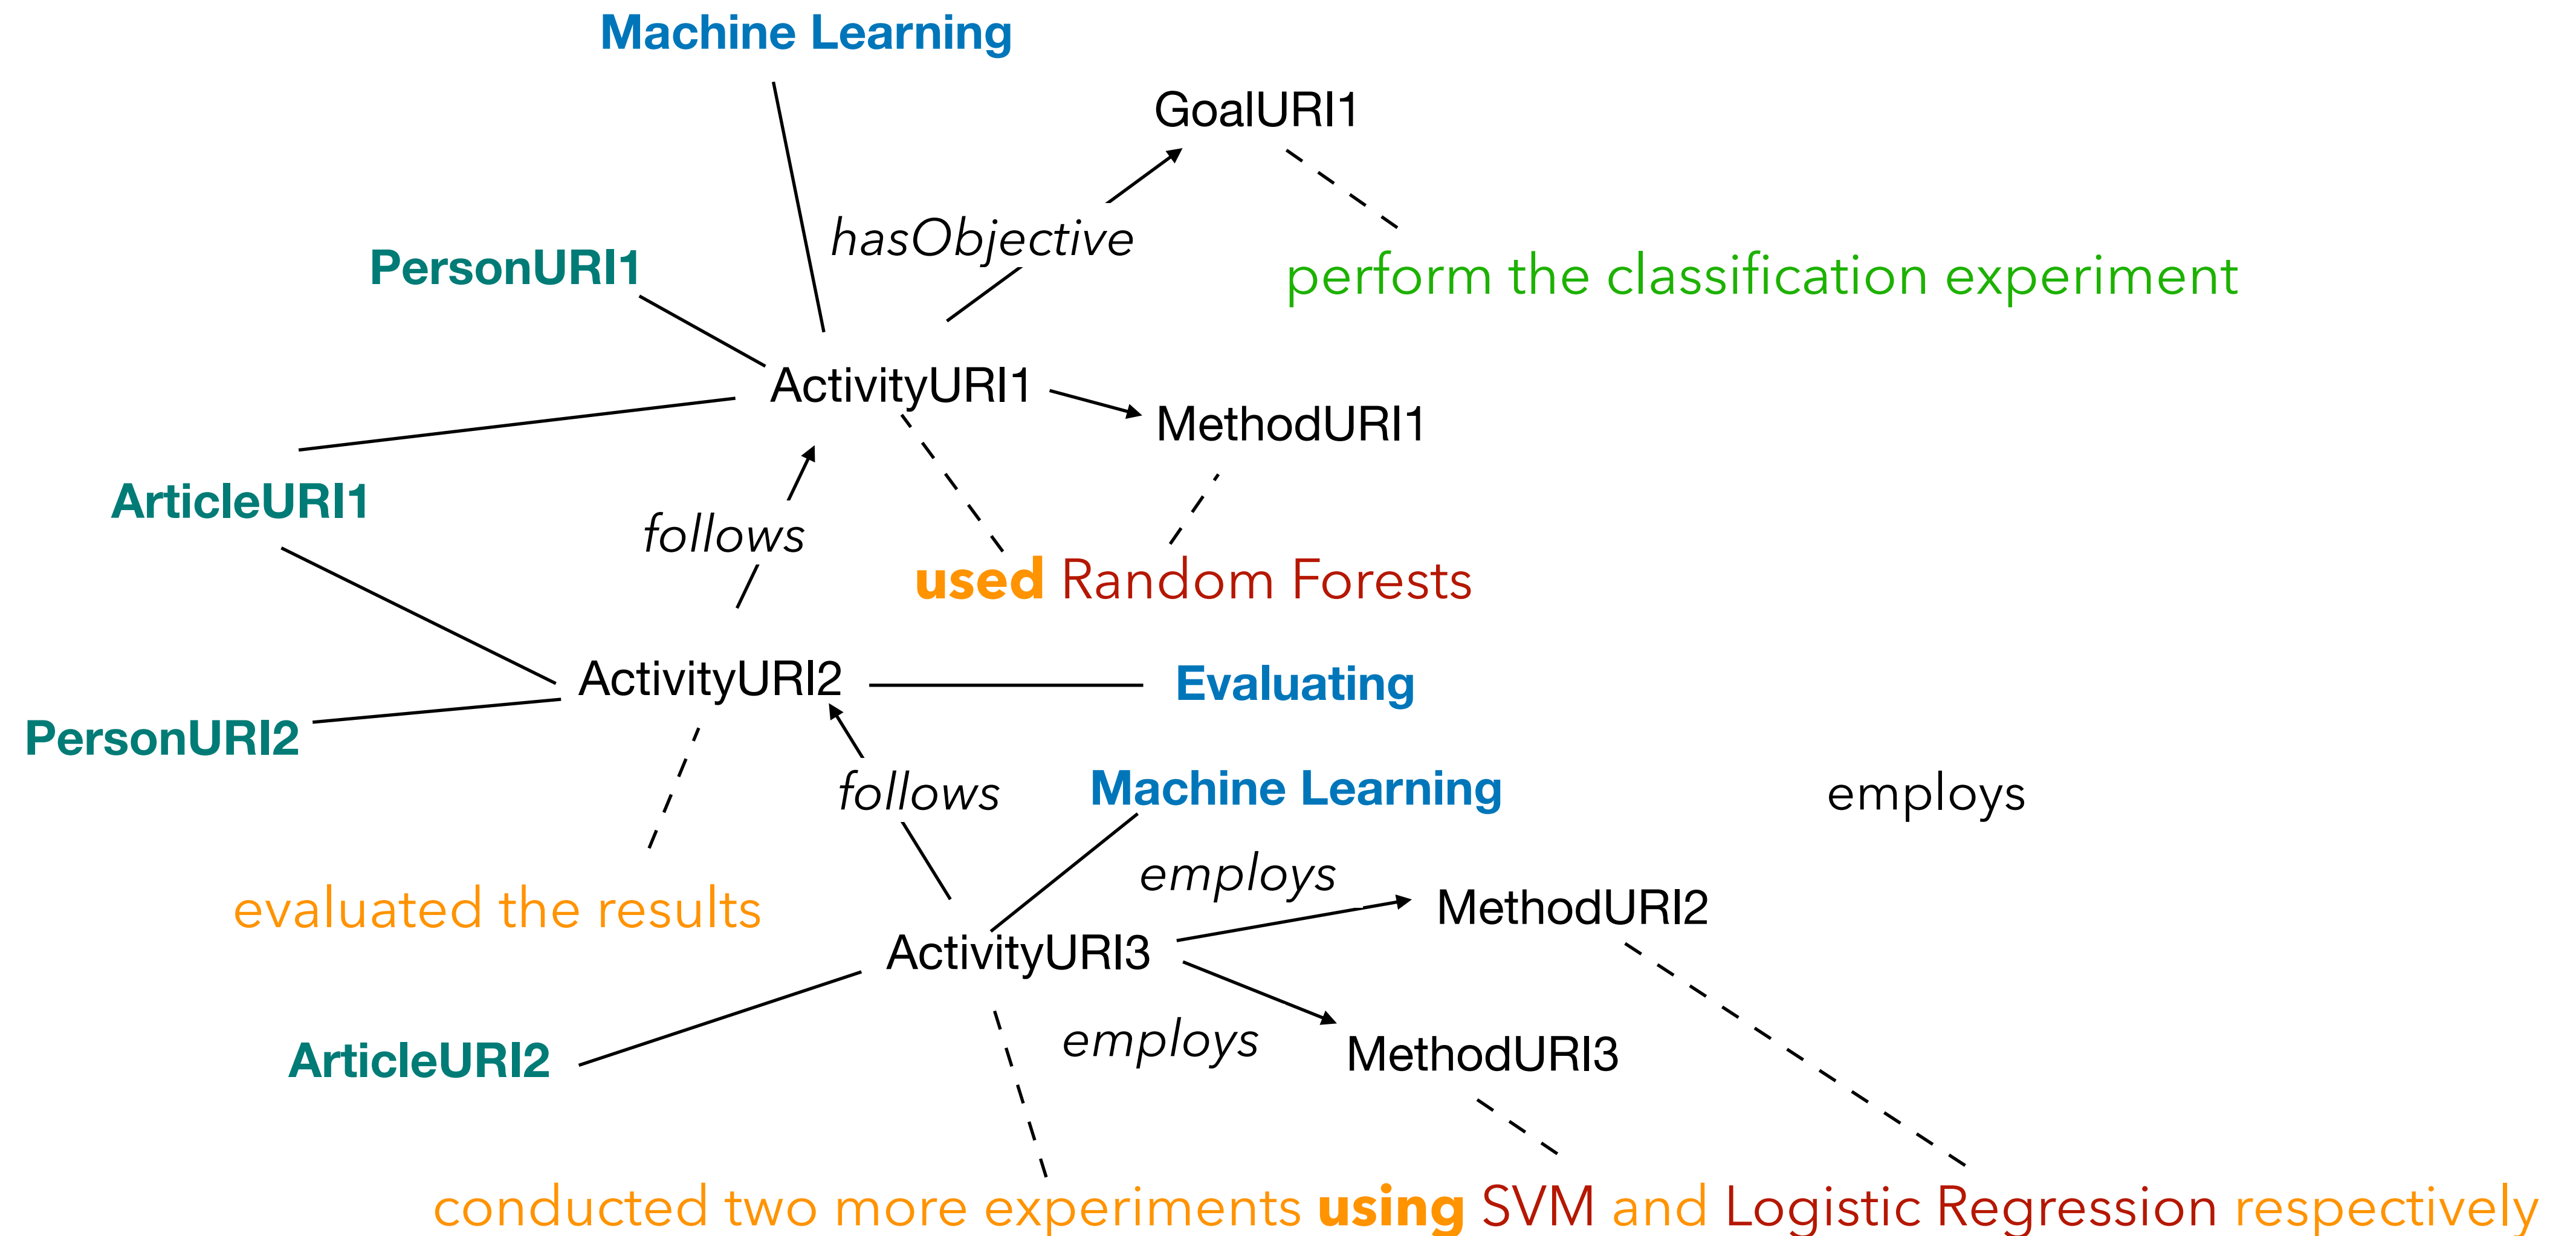 Machine Learning
GoalURI1
hasObjective
PersonURI1
perform the classification experiment
ActivityURI1
MethodURI1
ArticleURI1
follows
used Random Forests
ActivityURI2
Evaluating
PersonURI2
follows
Machine Learning
employs
employs
evaluated the results
MethodURI2
ActivityURI3
employs
MethodURI3
ArticleURI2
conducted two more experiments using SVM and Logistic Regression respectively